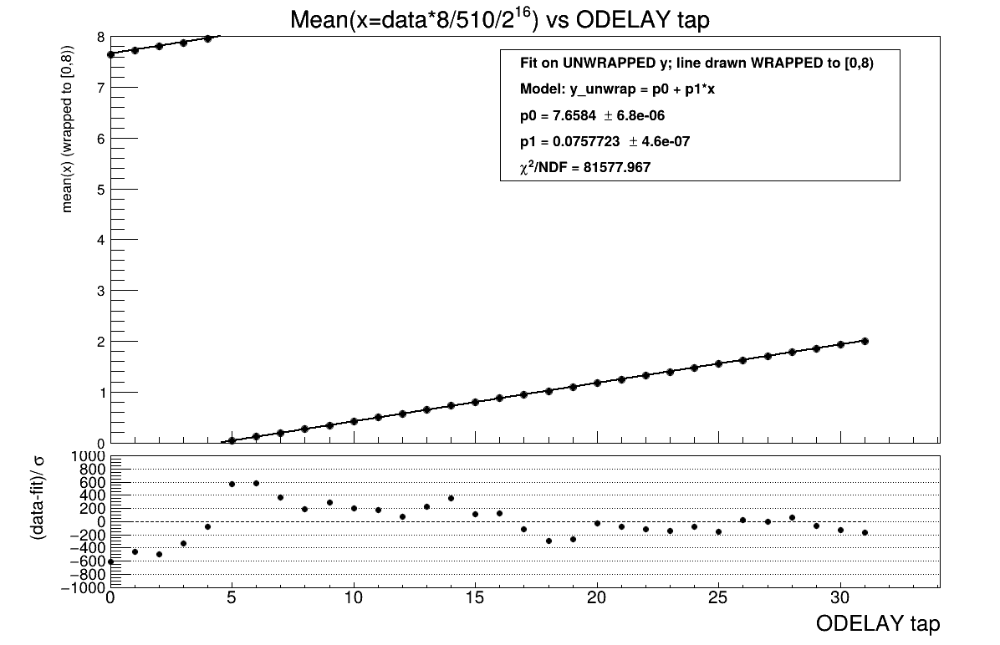 Mean(x=data*8/510/2^16) vs ODELAY tap
mean(x) (wrapped to [0,8))
8
7
6
5
4
3
2
1
0
Fit on UNWRAPPED y; line drawn WRAPPED to [0,8)
Model: y_unwrap = p0 + p1*x
p0 = 7.6584 ± 6.8e-06
p1 = 0.0757723 ± 4.6e-07
χ²/NDF = 81577.967
(data-fit)/ σ
1000
800
600
400
200
0
−200
−400
−600
−800
−1000
0 5 10 15 20 25 30
ODELAY tap